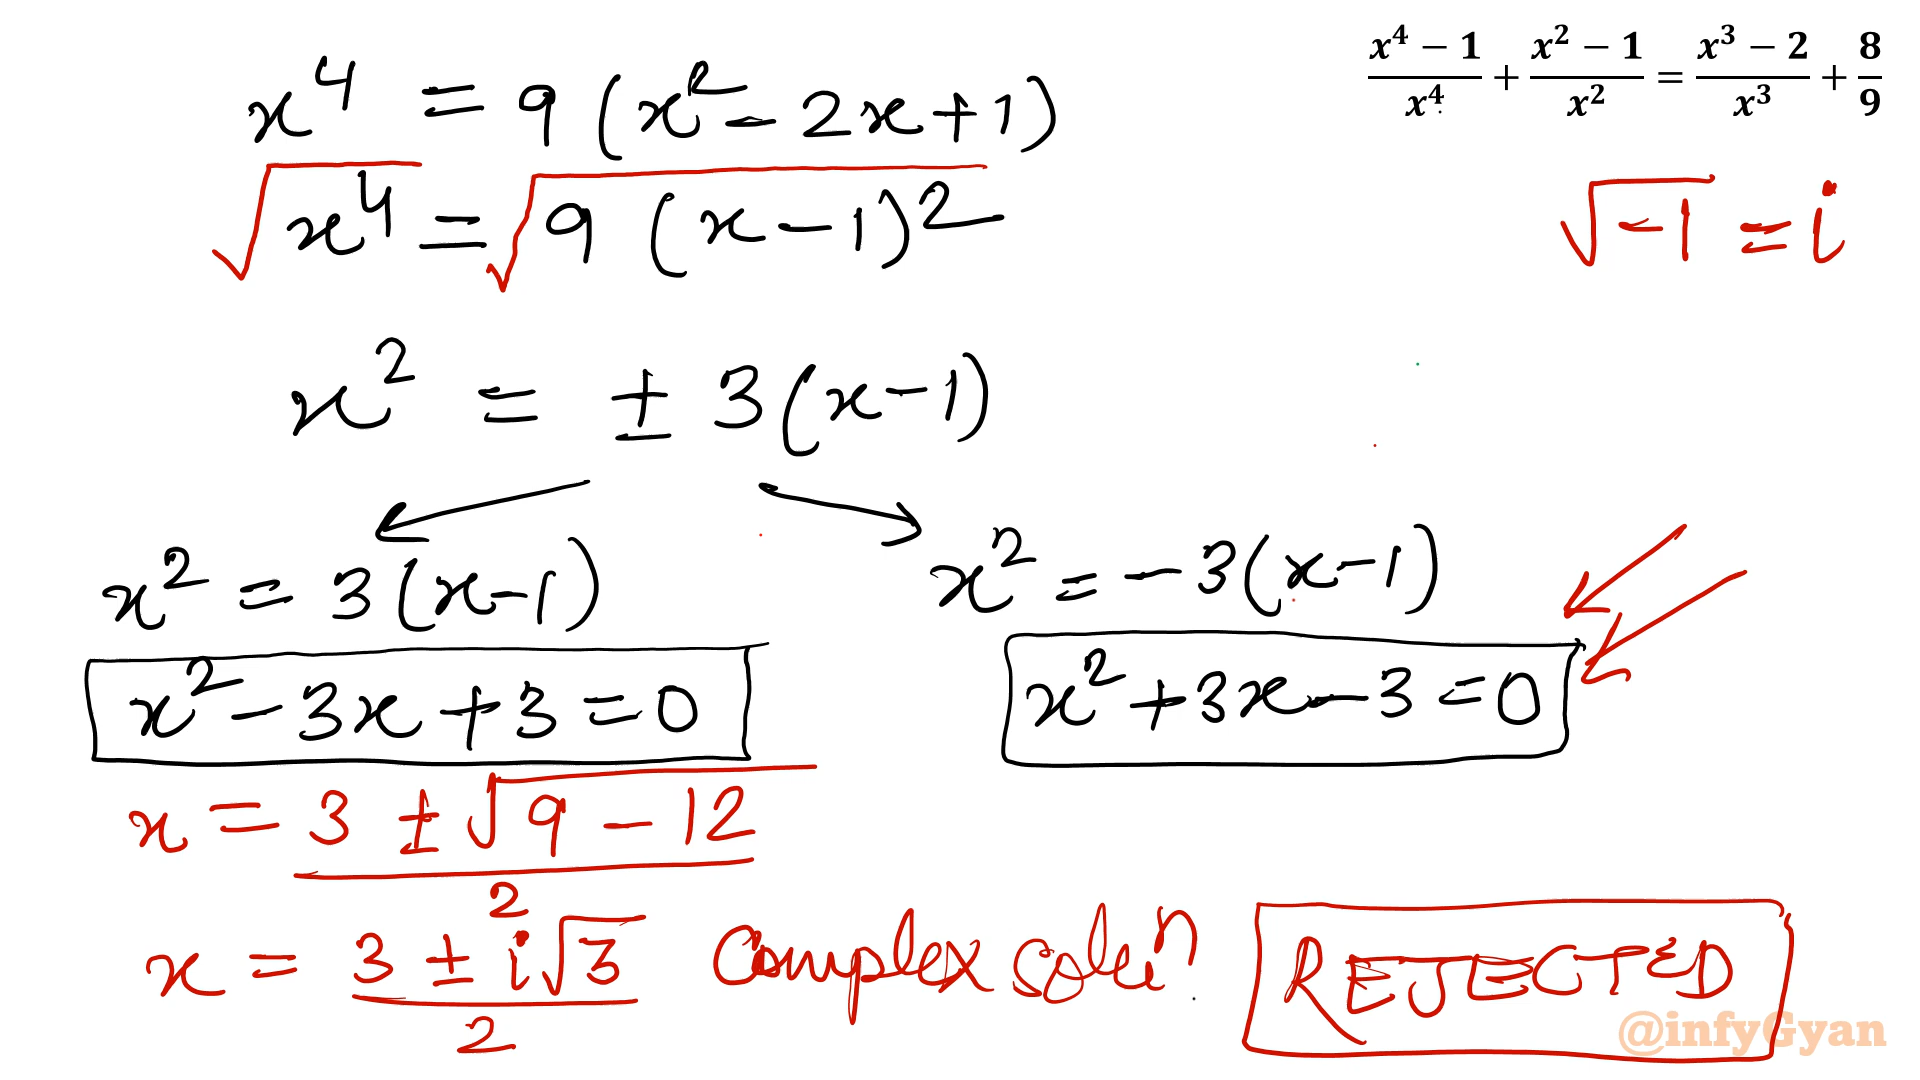 x⁴ = 9 (x² - 2x + 1)
(x⁴ - 1)/x⁴ + (x² - 1)/x² = (x³ - 2)/x³ + 8/9
√x⁴ = √9 (x - 1)²
√-1 = i
x² = ± 3 (x - 1)
x² = 3 (x - 1)
x² = - 3 (x - 1)
x² - 3x + 3 = 0
x² + 3x - 3 = 0
x = (3 ± √9 - 12)/2
x = (3 ± i√3)/2 Complex soluⁿ.
REJECTED
@infyGyan